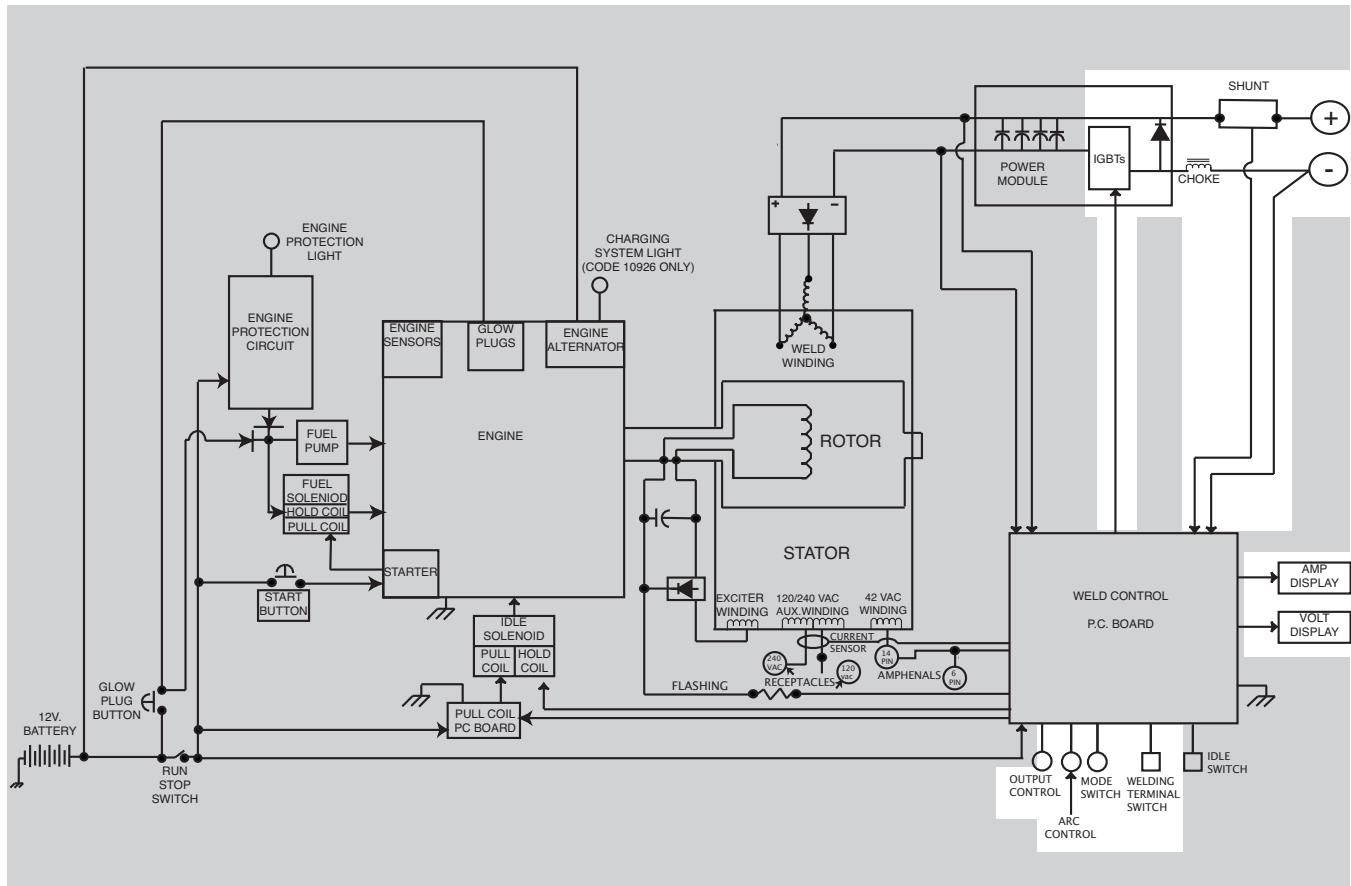 SHUNT
+
-
IGBTs
POWER
MODULE
CHOKE
ENGINE
PROTECTION
LIGHT
CHARGING
SYSTEM LIGHT
(CODE 10926 ONLY)
+
-
ENGINE
PROTECTION
CIRCUIT
ENGINE
SENSORS
GLOW
PLUGS
ENGINE
ALTERNATOR
WELD
WINDING
ENGINE
FUEL
PUMP
ROTOR
FUEL
SOLENIOD
HOLD COIL
PULL COIL
STATOR
STARTER
START
BUTTON
EXCITER
WINDING
120/240 VAC
AUX.WINDING
42 VAC
WINDING
WELD CONTROL
P.C. BOARD
AMP
DISPLAY
VOLT
DISPLAY
IDLE
SOLENOID
PULL
COIL
HOLD
COIL
CURRENT
SENSOR
240
VAC
RECEPTACLES
120
vac
14
PIN
AMPHENALS
6
PIN
FLASHING
GLOW
PLUG
BUTTON
PULL COIL
PC BOARD
12V.
BATTERY
RUN
STOP
SWITCH
OUTPUT
CONTROL
MODE
SWITCH
WELDING
TERMINAL
SWITCH
IDLE
SWITCH
ARC
CONTROL